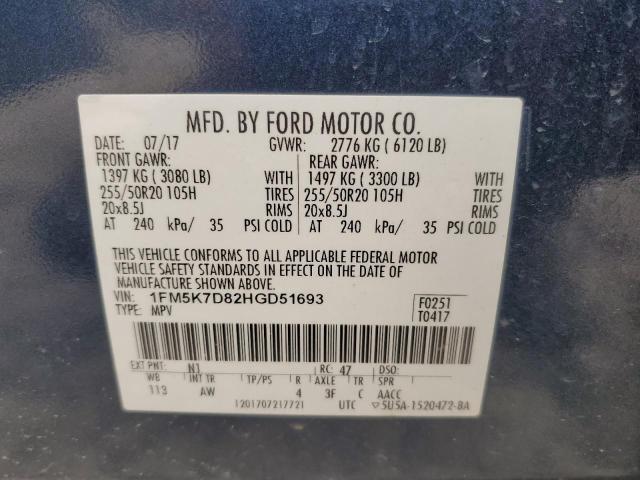 MFD. BY FORD MOTOR CO.
DATE: 07/17 GVWR: 2776 KG ( 6120 LB)
FRONT GAWR: REAR GAWR:
1397 KG ( 3080 LB) WITH 1497 KG ( 3300 LB) WITH
255/50R20 105H TIRES 255/50R20 105H TIRES
20x8.5J RIMS 20x8.5J RIMS
AT 240 kPa/ 35 PSI COLD AT 240 kPa/ 35 PSI COLD
THIS VEHICLE CONFORMS TO ALL APPLICABLE FEDERAL MOTOR
VEHICLE SAFETY STANDARDS IN EFFECT ON THE DATE OF
MANUFACTURE SHOWN ABOVE.
VIN: 1FM5K7D82HGD51693 F0251
TYPE: MPV T0417
EXT PNT: N1 RC: 47 DSO:
WB INT TR TP/PS R AXLE TR SPR
113 AW 4 3F C AACC
1201707217721 UTC ▽5U5A-1520472-BA